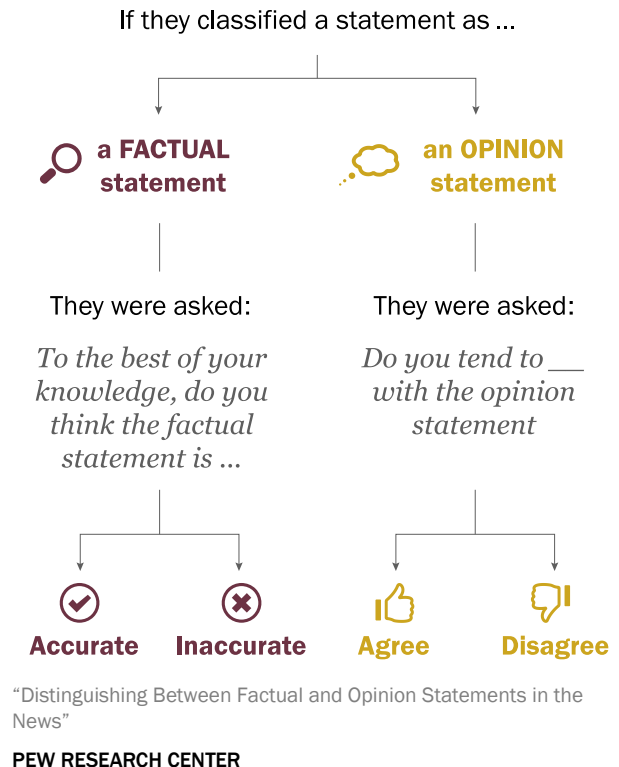 If they classified a statement as ...
a FACTUAL
statement
an OPINION
statement
They were asked:
To the best of your
knowledge, do you
think the factual
statement is ...
They were asked:
Do you tend to __
with the opinion
statement
Accurate
Inaccurate
Agree
Disagree
“Distinguishing Between Factual and Opinion Statements in the
News”
PEW RESEARCH CENTER